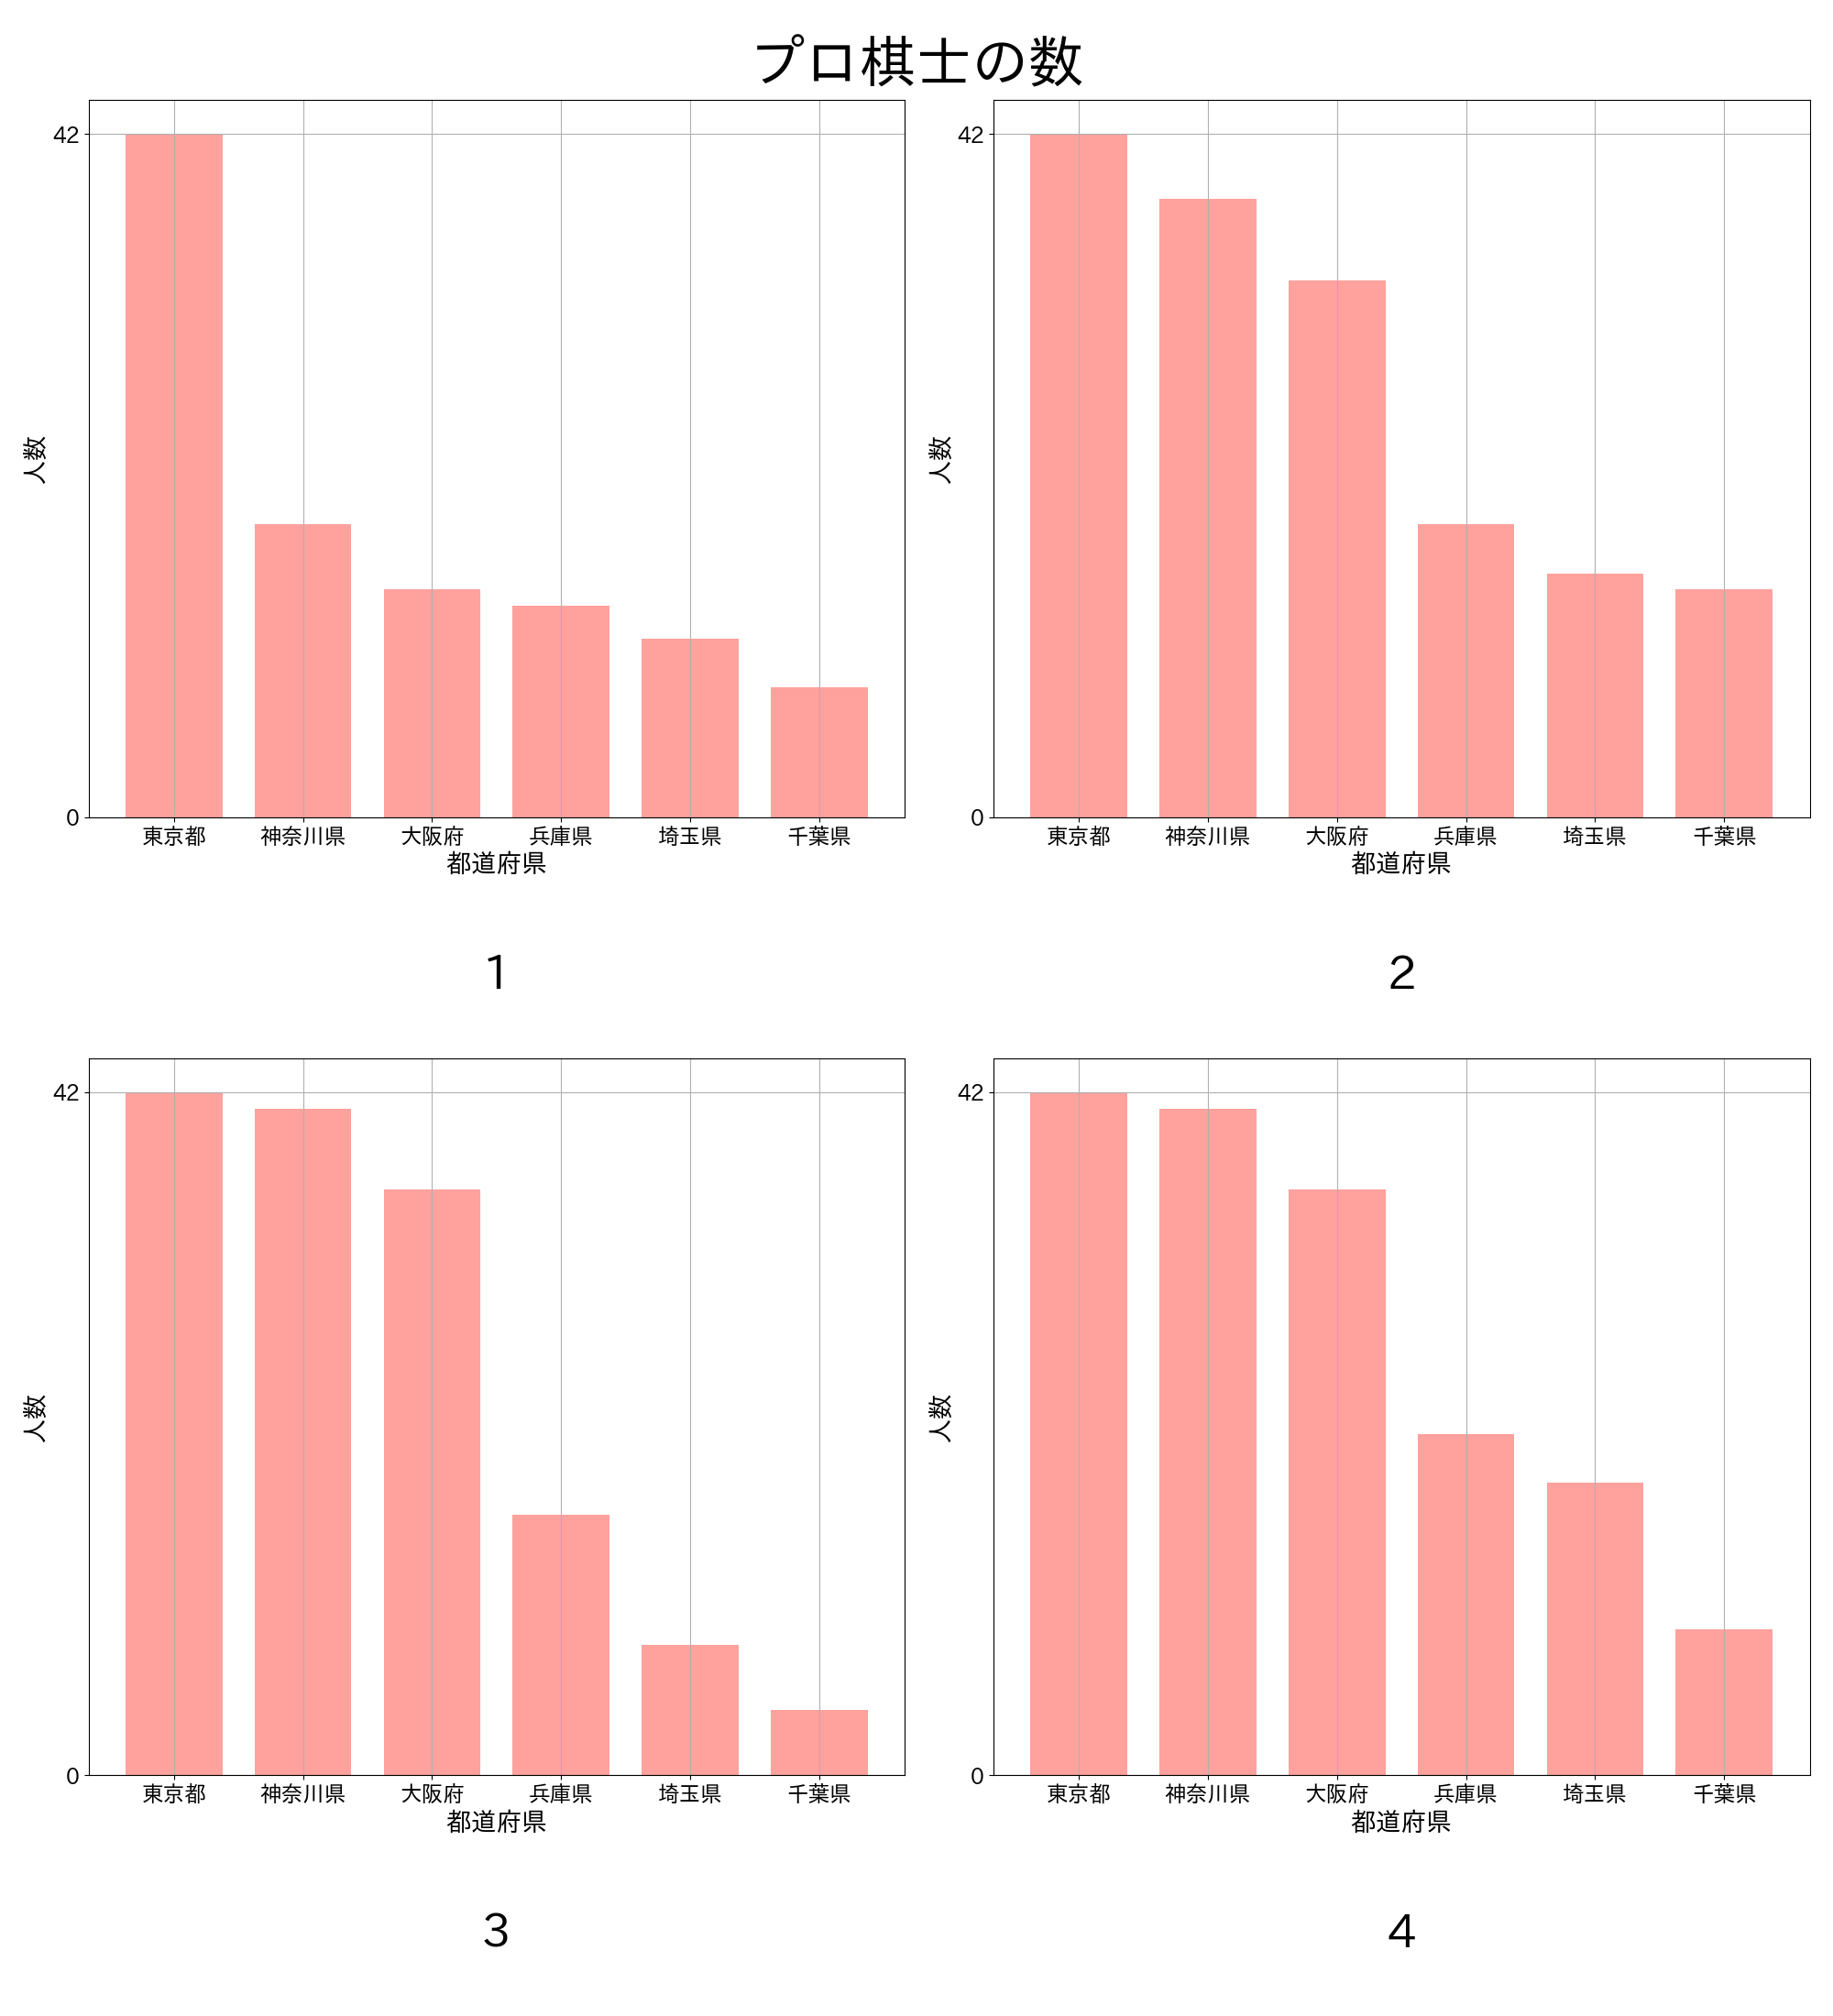 プロ棋士の数
42
人数
0
東京都 神奈川県 大阪府 兵庫県 埼玉県 千葉県
都道府県
1
42
人数
0
東京都 神奈川県 大阪府 兵庫県 埼玉県 千葉県
都道府県
2
42
人数
0
東京都 神奈川県 大阪府 兵庫県 埼玉県 千葉県
都道府県
3
42
人数
0
東京都 神奈川県 大阪府 兵庫県 埼玉県 千葉県
都道府県
4